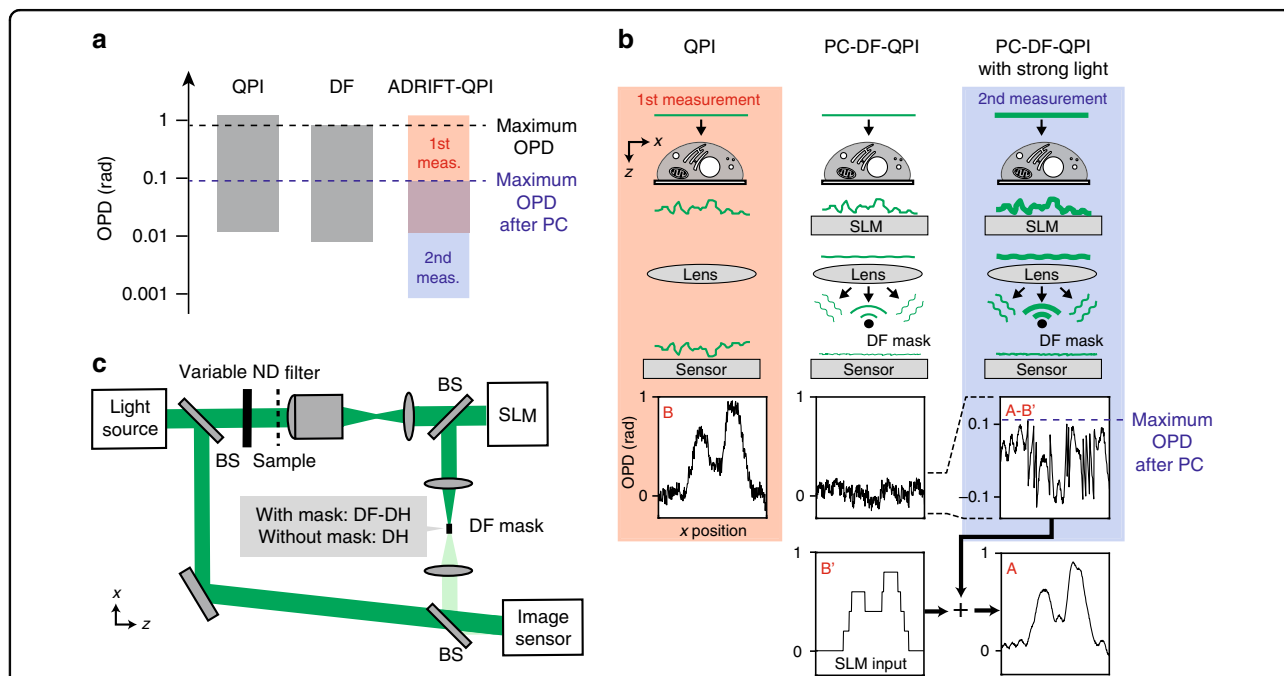 a
QPI
DF
ADRIFT-QPI
1
0.1
0.01
0.001
OPD (rad)
1st
meas.
2nd
meas.
Maximum
OPD
Maximum
OPD
after PC
b
QPI
PC-DF-QPI
PC-DF-QPI
with strong light
1st measurement
2nd measurement
x
z
SLM
SLM
Lens
Lens
Lens
DF mask
DF mask
Sensor
Sensor
Sensor
1
B
OPD (rad)
0
x position
1
0
A-B’
0.1
–0.1
Maximum
OPD
after PC
1
B’
0
SLM input
+
1
A
0
c
Variable ND filter
Light
source
BS
Sample
BS
SLM
With mask: DF-DH
Without mask: DH
DF mask
x
z
BS
Image
sensor